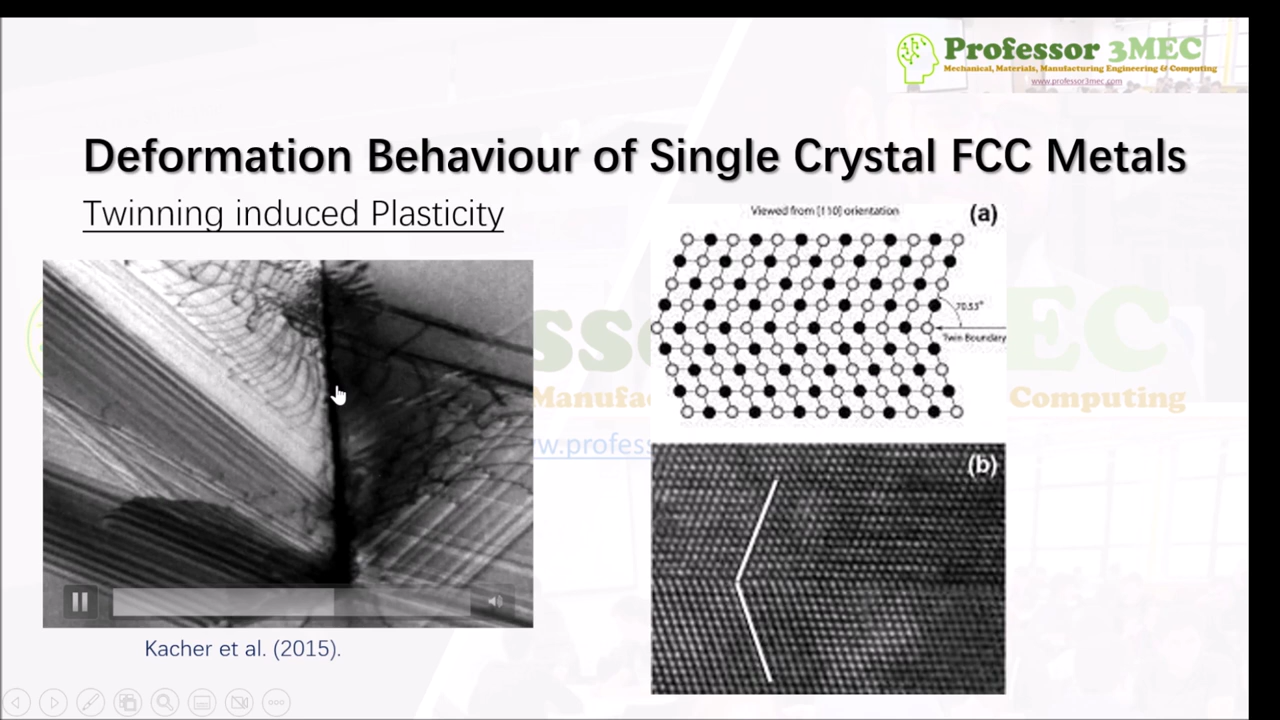 Professor 3MEC
Mechanical, Materials, Manufacturing Engineering & Computing
www.professor3mec.com
Deformation Behaviour of Single Crystal FCC Metals
Twinning induced Plasticity
Viewed from [110] orientation
(a)
70.53°
Twin Boundary
(b)
Kacher et al. (2015).